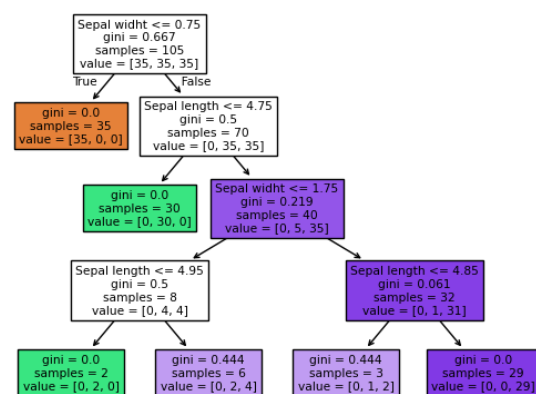 Sepal widht <= 0.75
gini = 0.667
samples = 105
value = [35, 35, 35]
True
False
gini = 0.0
samples = 35
value = [35, 0, 0]
Sepal length <= 4.75
gini = 0.5
samples = 70
value = [0, 35, 35]
gini = 0.0
samples = 30
value = [0, 30, 0]
Sepal widht <= 1.75
gini = 0.219
samples = 40
value = [0, 5, 35]
Sepal length <= 4.95
gini = 0.5
samples = 8
value = [0, 4, 4]
Sepal length <= 4.85
gini = 0.061
samples = 32
value = [0, 1, 31]
gini = 0.0
samples = 2
value = [0, 2, 0]
gini = 0.444
samples = 6
value = [0, 2, 4]
gini = 0.444
samples = 3
value = [0, 1, 2]
gini = 0.0
samples = 29
value = [0, 0, 29]